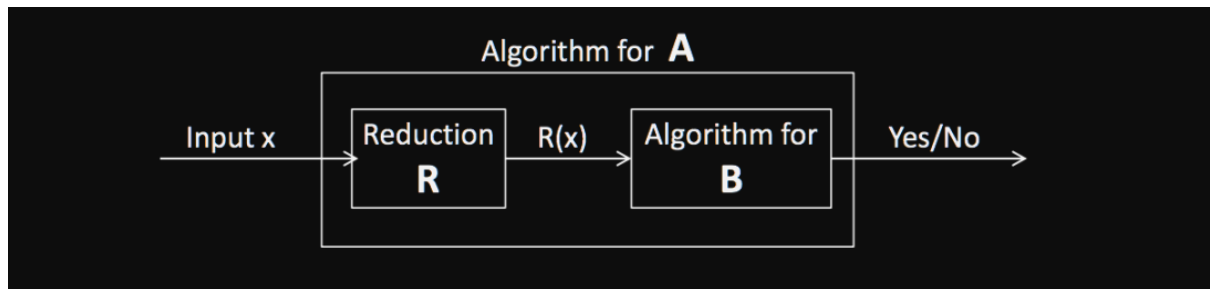 Algorithm for A
Input x
Reduction
R
R(x)
Algorithm for
B
Yes/No